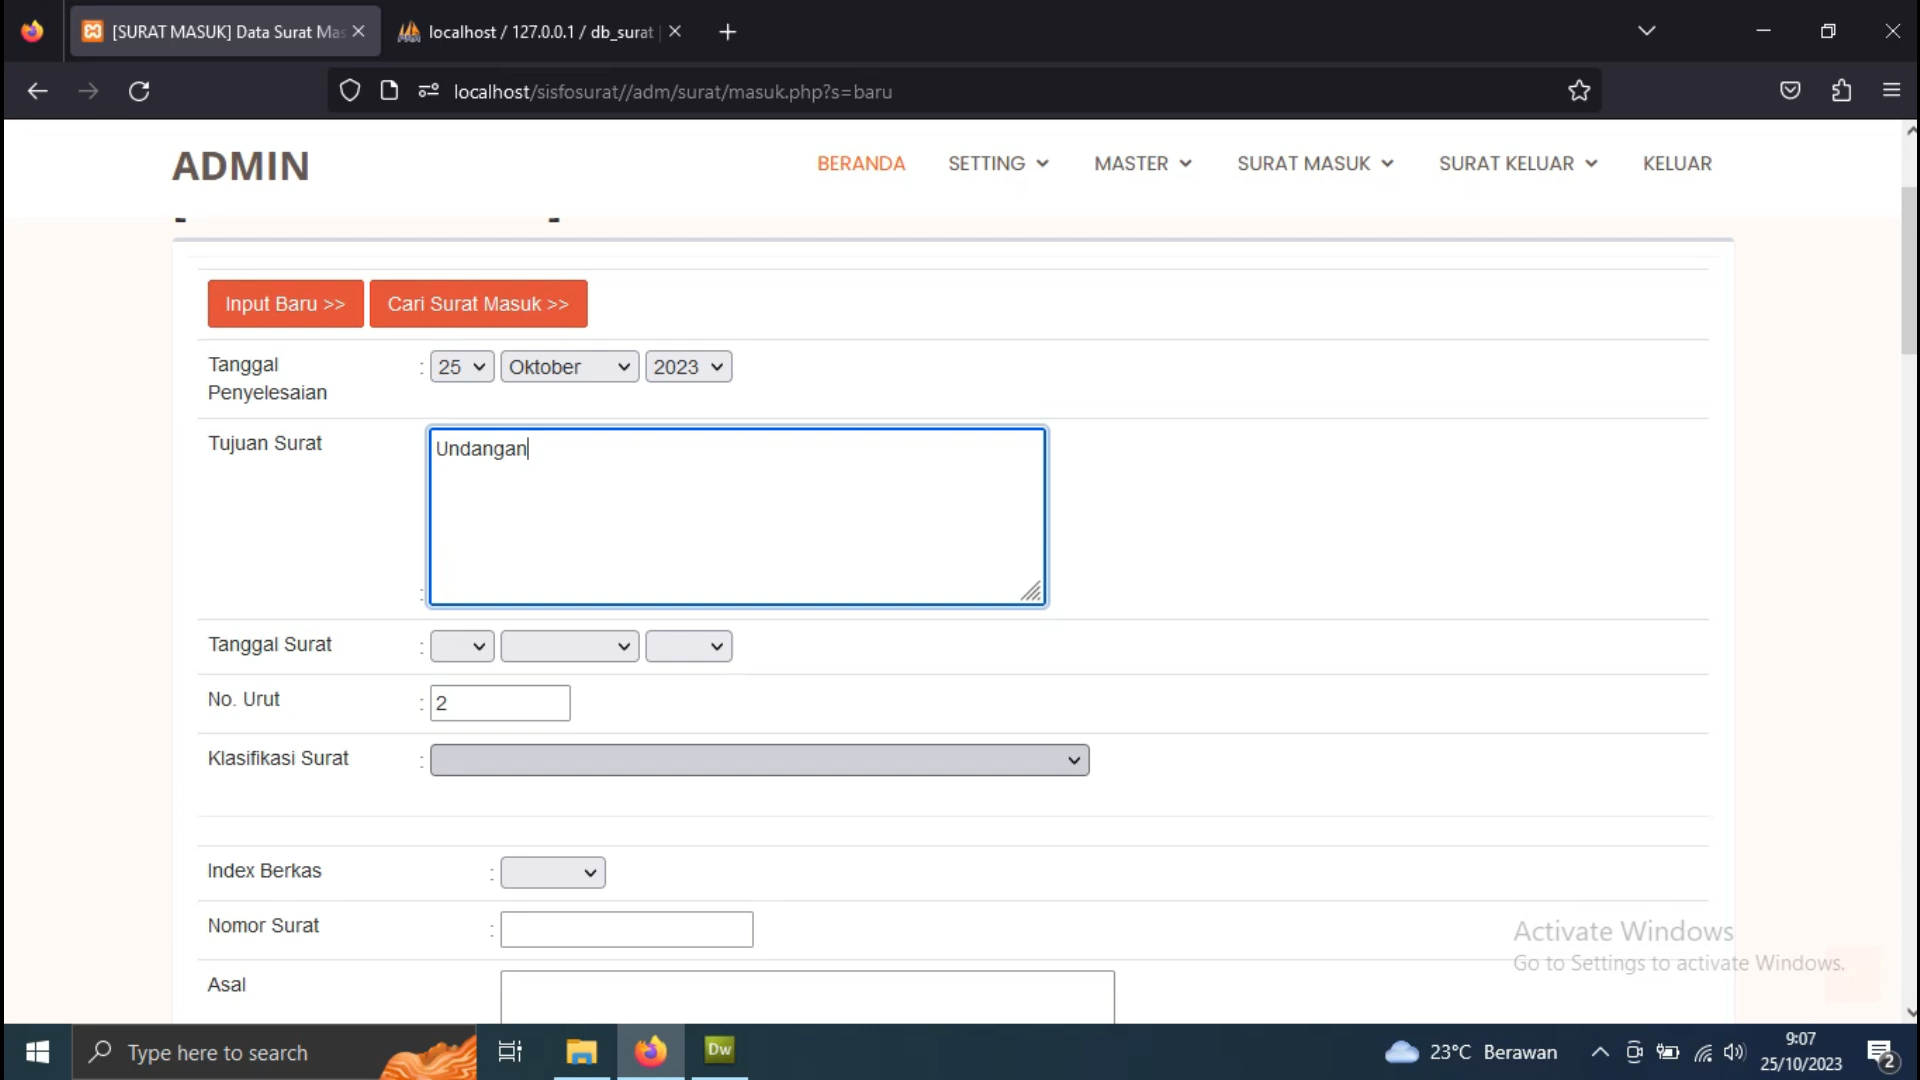 [SURAT MASUK] Data Surat Mas
localhost / 127.0.0.1 / db_surat |
localhost/sisfosurat//adm/surat/masuk.php?s=baru
ADMIN
BERANDA SETTING MASTER SURAT MASUK SURAT KELUAR KELUAR
Input Baru >> Cari Surat Masuk >>
Tanggal
Penyelesaian
: 25 Oktober 2023
Tujuan Surat
Undangan
:
Tanggal Surat :
No. Urut : 2
Klasifikasi Surat :
Index Berkas :
Nomor Surat :
Asal
Activate Windows
Go to Settings to activate Windows.
Type here to search
Dw
23°C Berawan
9:07
25/10/2023
2